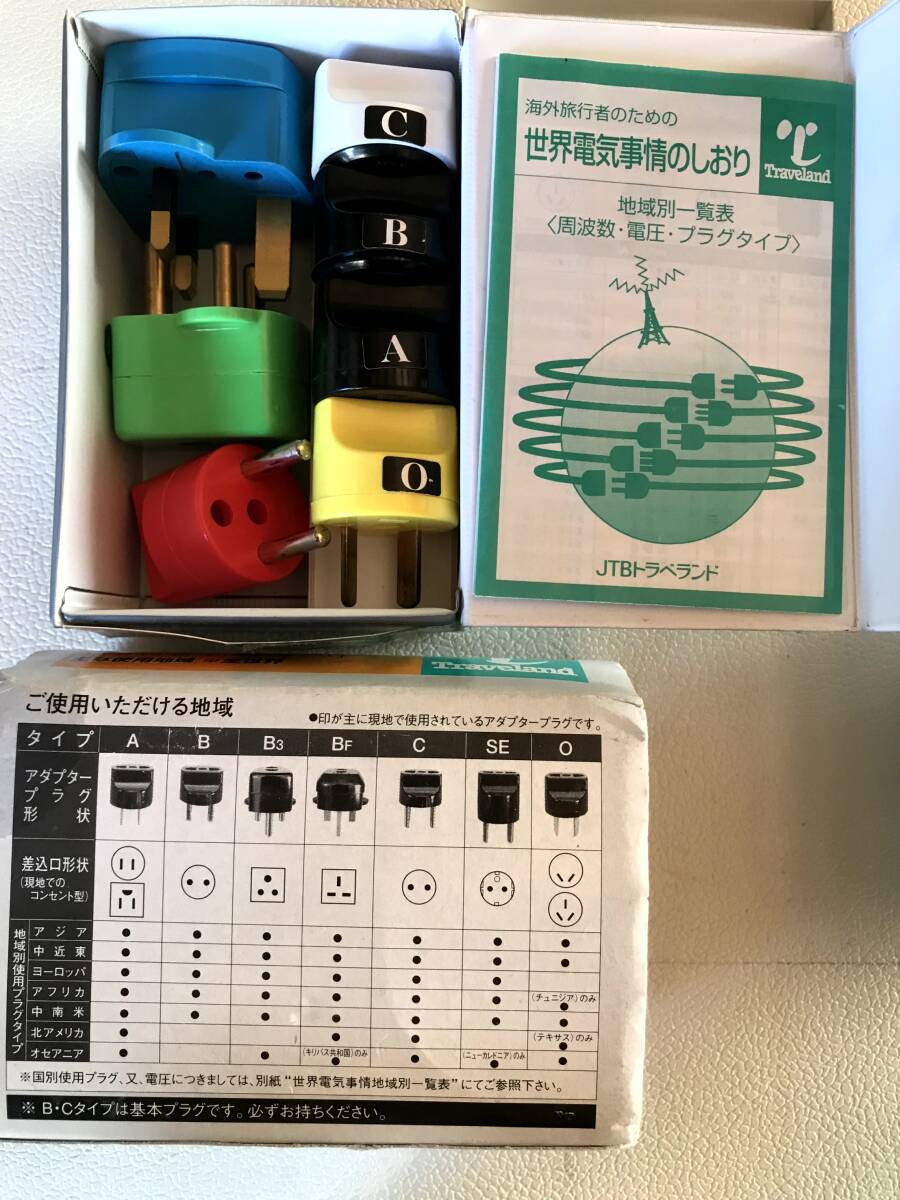 C
B
A
O
海外旅行者のための
世界電気事情のしおり
Traveland
地域別一覧表
〈周波数・電圧・プラグタイプ〉
JTBトラベランド
Traveland
ご使用いただける地域
●印が主に現地で使用されているアダプタープラグです。
タイプ A B B3 BF C SE O
アダプター
プラグ
形状
差込口形状
(現地での
コンセント型)
地域別使用プラグタイプ
アジア ● ● ● ● ● ● ●
中近東 ● ● ● ● ● ● ●
ヨーロッパ ● ● ● ● ● ●
アフリカ ● ● ● ● ● ● (チュニジア)のみ ●
中南米 ● ● ● ● ● ● ●
北アメリカ ● ● ● (テキサス)のみ ●
オセアニア ● ● (キリバス共和国)のみ ● ● (ニューカレドニア)のみ ● ●
※国別使用プラグ、又、電圧につきましては、別紙“世界電気事情地域別一覧表”にてご参照下さい。
※ B・Cタイプは基本プラグです。必ずお持ちください。